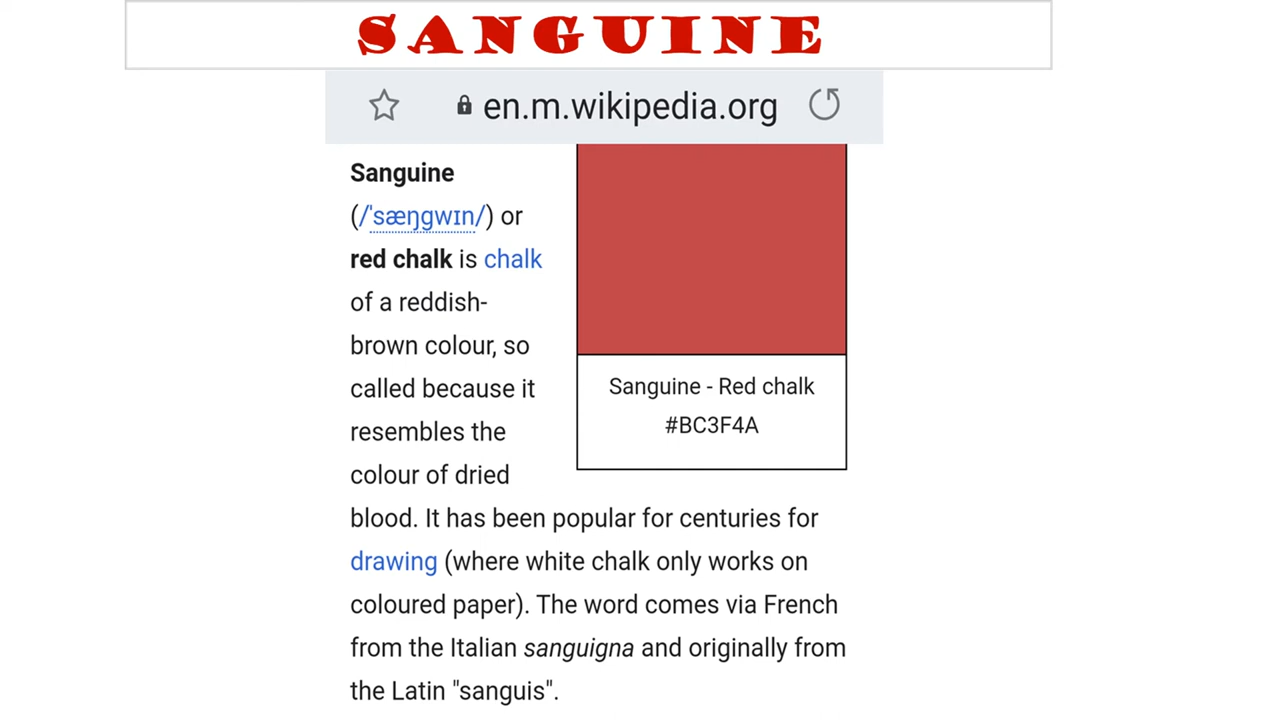 SANGUINE
en.m.wikipedia.org
Sanguine
(/ˈsæŋɡwɪn/) or
red chalk is chalk
of a reddish-
brown colour, so
called because it
resembles the
colour of dried
Sanguine - Red chalk
#BC3F4A
blood. It has been popular for centuries for
drawing (where white chalk only works on
coloured paper). The word comes via French
from the Italian sanguigna and originally from
the Latin "sanguis".